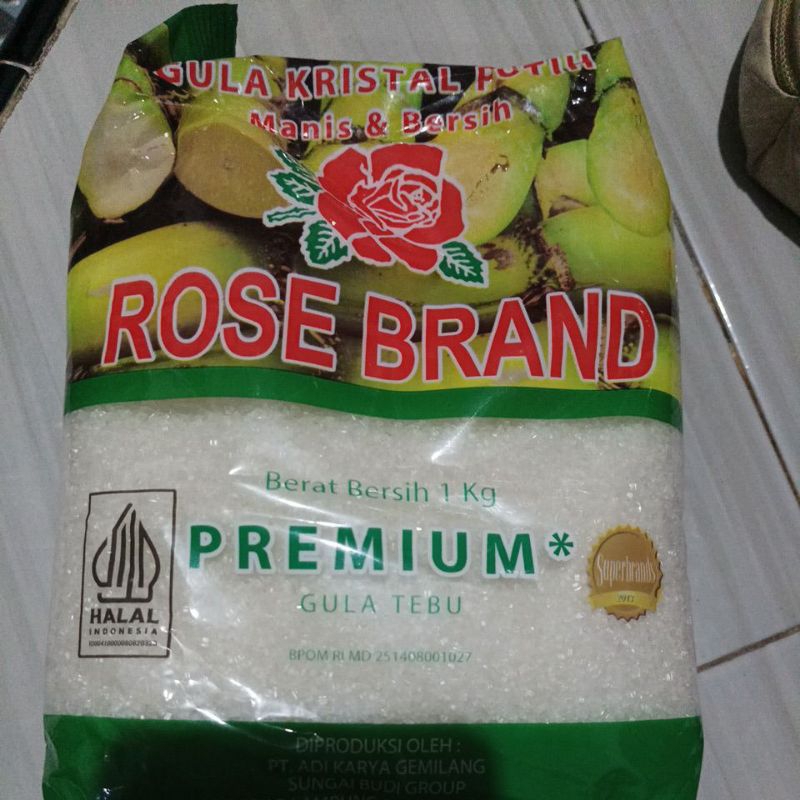 GULA KRISTAL PUTIH
Manis & Bersih
ROSE BRAND
Berat Bersih 1 Kg
PREMIUM*
GULA TEBU
HALAL
INDONESIA
Superbrands
2017
BPOM RI MD 251408001027
DIPRODUKSI OLEH :
PT. ADI KARYA GEMILANG
SUNGAI BUDI GROUP